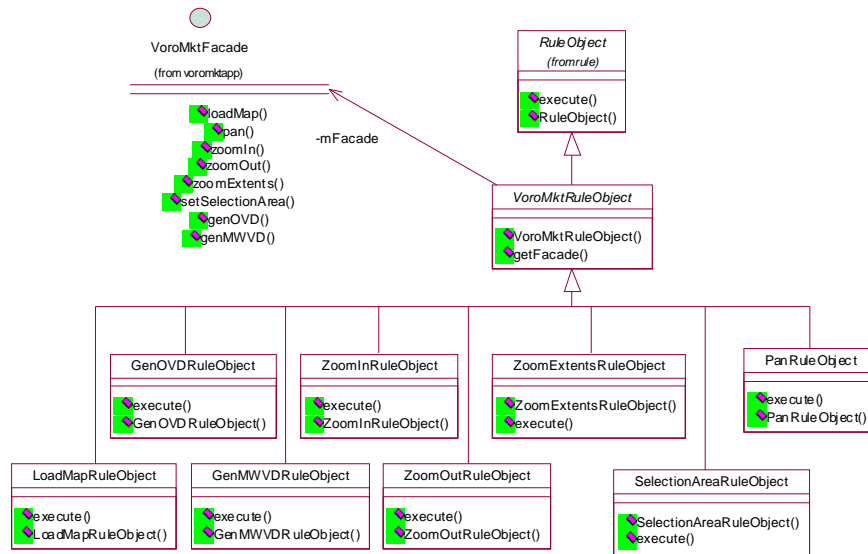 VoroMktFacade
(from voromktapp)
loadMap()
pan()
zoomIn()
zoomOut()
zoomExtents()
setSelectionArea()
genOVD()
genMWVD()
-mFacade
RuleObject
(from rule)
execute()
RuleObject()
VoroMktRuleObject
VoroMktRuleObject()
getFacade()
GenOVDRuleObject
execute()
GenOVDRuleObject()
ZoomInRuleObject
execute()
ZoomInRuleObject()
ZoomExtentsRuleObject
ZoomExtentsRuleObject()
execute()
PanRuleObject
execute()
PanRuleObject()
LoadMapRuleObject
execute()
LoadMapRuleObject()
GenMWVDRuleObject
execute()
GenMWVDRuleObject()
ZoomOutRuleObject
execute()
ZoomOutRuleObject()
SelectionAreaRuleObject
SelectionAreaRuleObject()
execute()